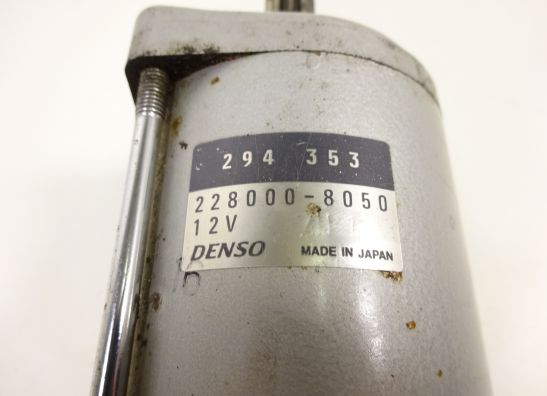 294 353
228000-8050
12V
DENSO MADE IN JAPAN